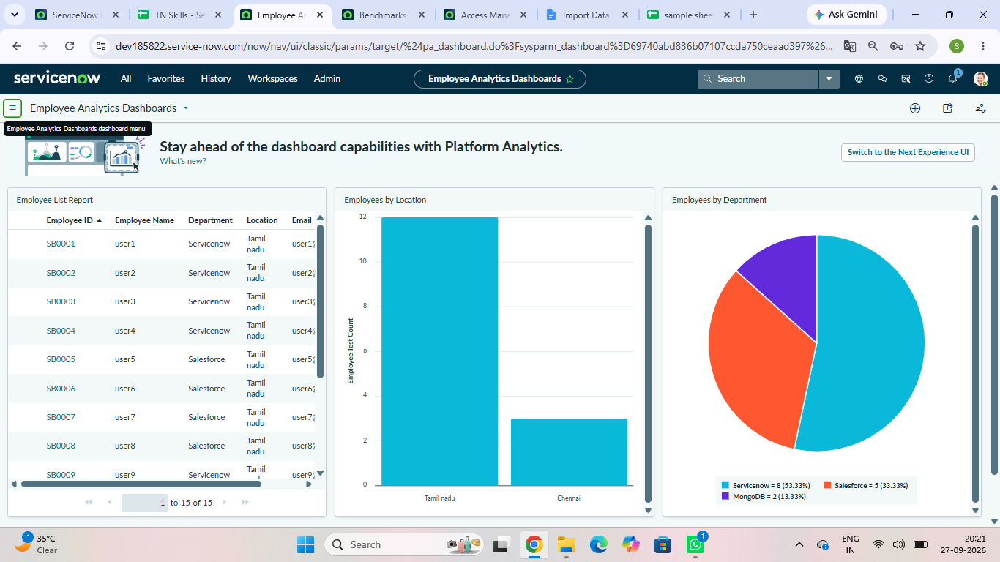 ServiceNow D
TN Skills - Se
Employee An
Benchmarks
Access Mana
Import Data
sample shee
Ask Gemini
dev185822.service-now.com/now/nav/ui/classic/params/target/%24pa_dashboard.do%3Fsysparm_dashboard%3D69740abd836b07107ccda750ceaad397%26...
S
servicenow
All
Favorites
History
Workspaces
Admin
Employee Analytics Dashboards
Search
1
Employee Analytics Dashboards
Employee Analytics Dashboards dashboard menu
Stay ahead of the dashboard capabilities with Platform Analytics.
What's new?
Switch to the Next Experience UI
Employee List Report
Employee ID Employee Name Department Location Email
SB0001 user1 Servicenow Tamil nadu user1@
SB0002 user2 Servicenow Tamil nadu user2@
SB0003 user3 Servicenow Tamil nadu user3@
SB0004 user4 Servicenow Tamil nadu user4@
SB0005 user5 Salesforce Tamil nadu user5@
SB0006 user6 Salesforce Tamil nadu user6@
SB0007 user7 Salesforce Tamil nadu user7@
SB0008 user8 Salesforce Tamil nadu user8@
SB0009 user9 Servicenow Tamil user9@
1 to 15 of 15
Employees by Location
12
10
8
6
4
2
0
Employee Test Count
Tamil nadu
Chennai
Employees by Department
Servicenow = 8 (53.33%) Salesforce = 5 (33.33%)
MongoDB = 2 (13.33%)
1
35°C
Clear
Search
1
ENG
IN
20:21
27-09-2026